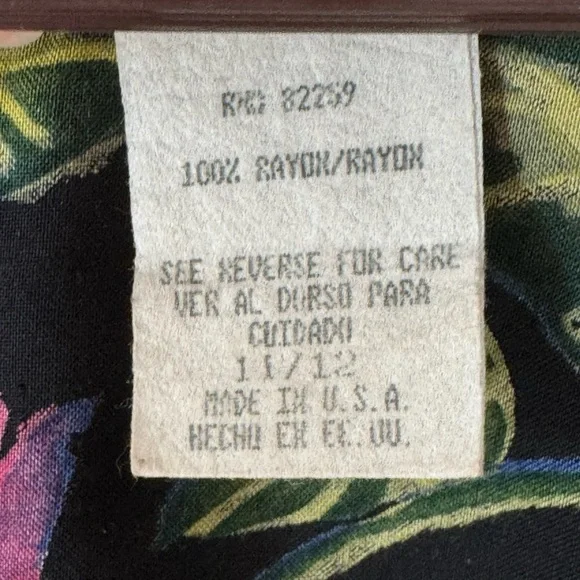 RN# 82259
100% RAYON/RAYON
SEE REVERSE FOR CARE
VER AL DORSO PARA
CUIDADO
11/12
MADE IN U.S.A.
HECHO EN EE.UU.